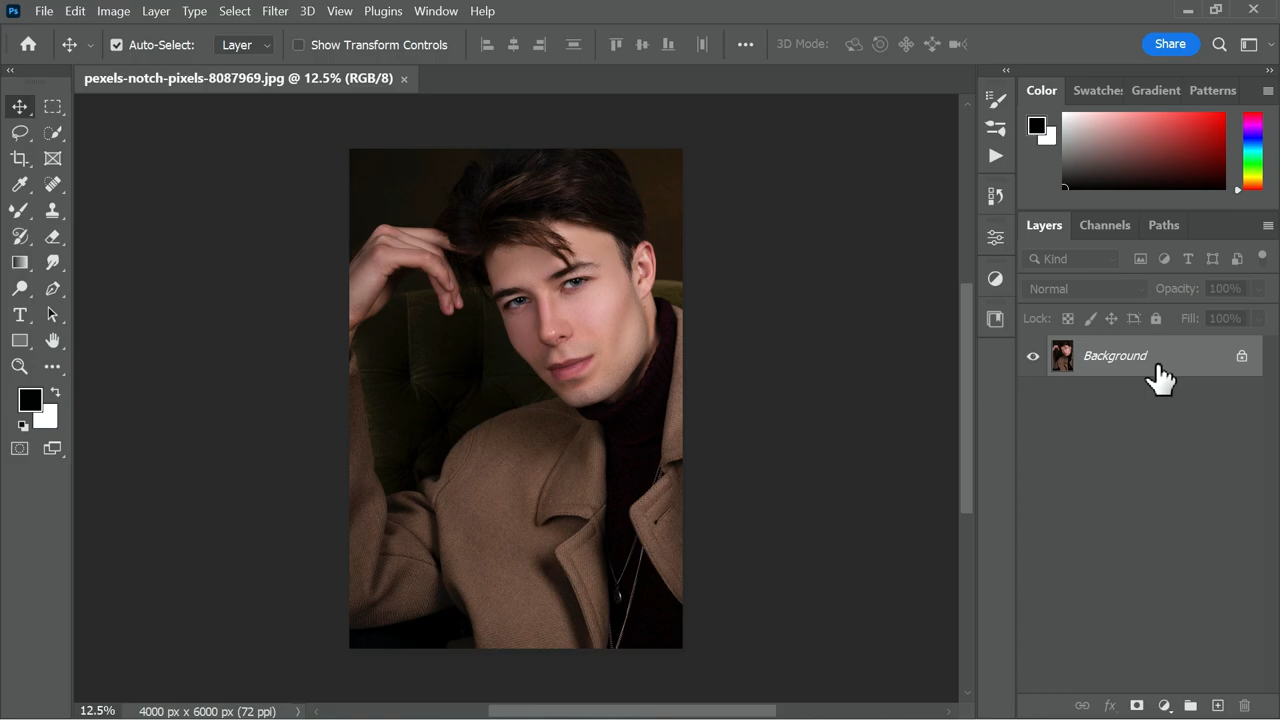 Ps File Edit Image Layer Type Select Filter 3D View Plugins Window Help
Auto-Select: Layer Show Transform Controls 3D Mode: Share
pexels-notch-pixels-8087969.jpg @ 12.5% (RGB/8) ×
Color Swatches Gradient Patterns
Layers Channels Paths
Kind
Normal Opacity: 100%
Lock: Fill: 100%
Background
12.5% 4000 px x 6000 px (72 ppi)